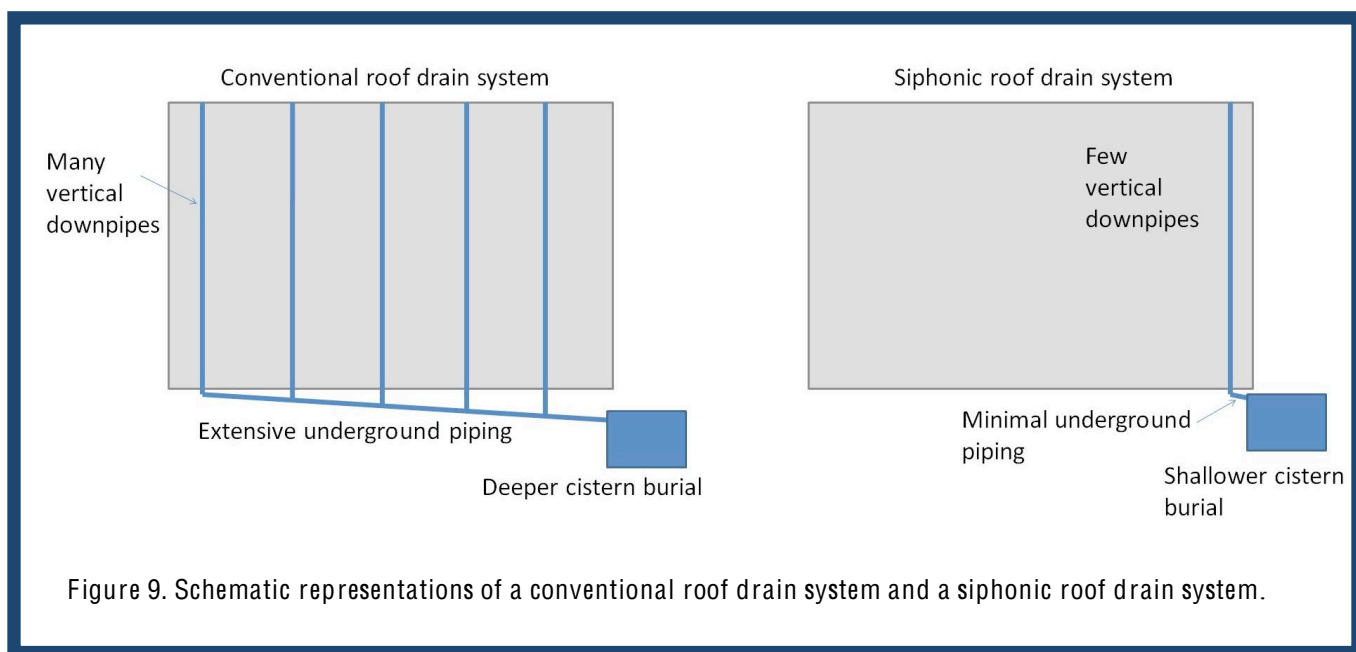 Conventional roof drain system
Many
vertical
downpipes
Extensive underground piping
Deeper cistern burial
Siphonic roof drain system
Few
vertical
downpipes
Minimal underground
piping
Shallower cistern
burial
Figure 9. Schematic representations of a conventional roof drain system and a siphonic roof drain system.